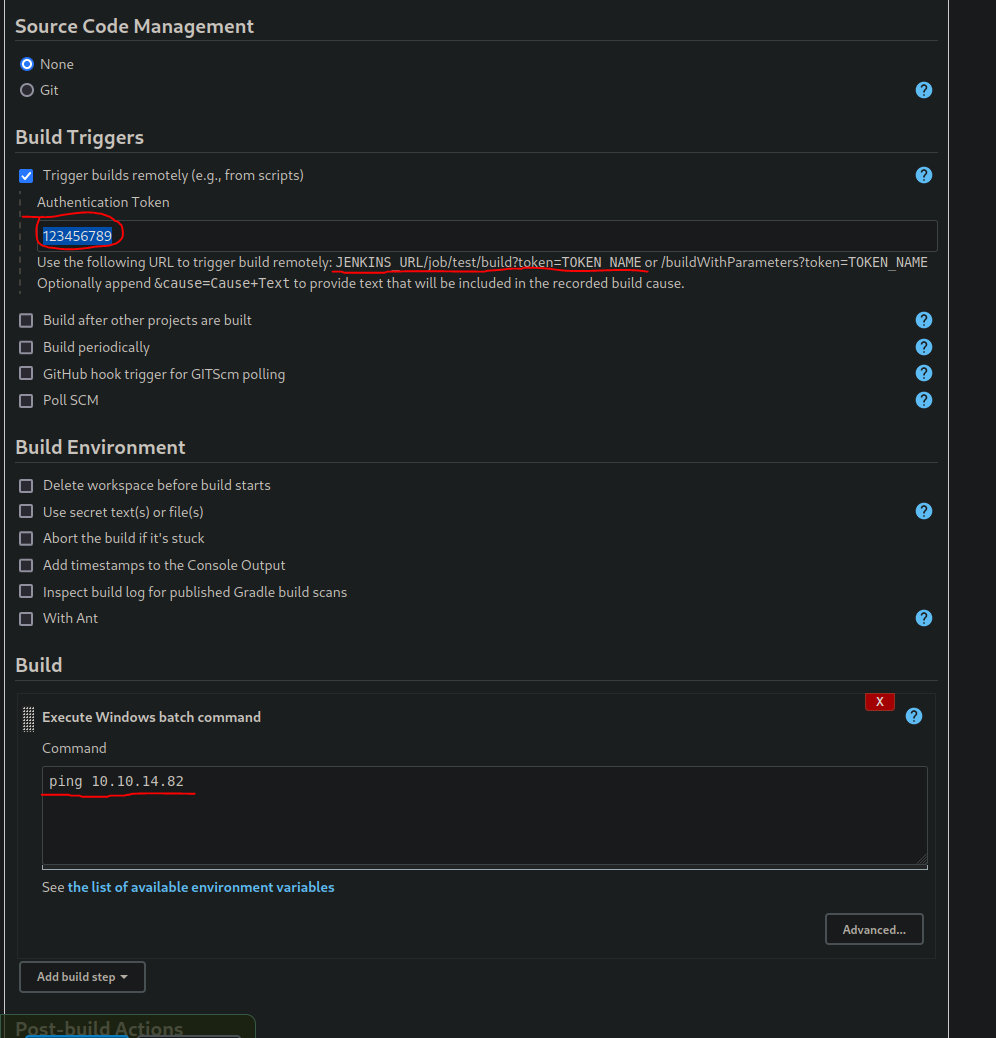 Source Code Management
None
Git
Build Triggers
Trigger builds remotely (e.g., from scripts)
Authentication Token
123456789
Use the following URL to trigger build remotely: JENKINS_URL/job/test/build?token=TOKEN_NAME or /buildWithParameters?token=TOKEN_NAME
Optionally append &cause=Cause+Text to provide text that will be included in the recorded build cause.
Build after other projects are built
Build periodically
GitHub hook trigger for GITScm polling
Poll SCM
Build Environment
Delete workspace before build starts
Use secret text(s) or file(s)
Abort the build if it's stuck
Add timestamps to the Console Output
Inspect build log for published Gradle build scans
With Ant
Build
X
Execute Windows batch command
Command
ping 10.10.14.82
See the list of available environment variables
Advanced...
Add build step
Post-build Actions